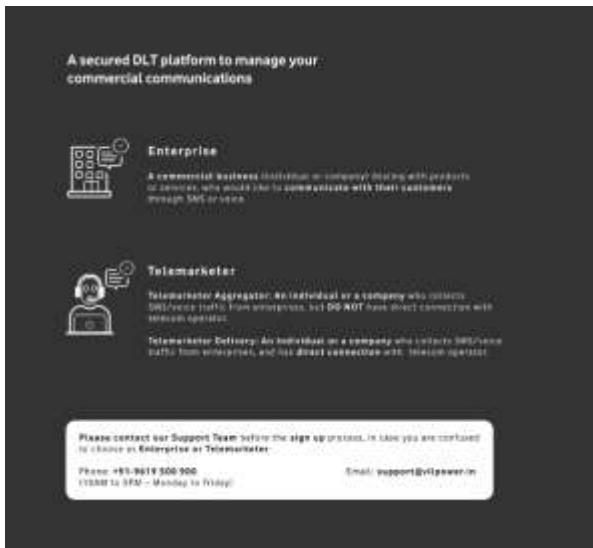 A secured DLT platform to manage your
commercial communications
Enterprise
A commercial business (individual or company) dealing with products
or services, who would like to communicate with their customers
through SMS or voice
Telemarketer
Telemarketer Aggregator: An individual or a company who collects
SMS/voice traffic from enterprises, but DO NOT have direct connection with
telecom operator.
Telemarketer Delivery: An individual or a company who collects SMS/voice
traffic from enterprises, and has direct connection with telecom operator.
Please contact our Support Team before the sign up process, in case you are confused
to choose as Enterprise or Telemarketer
Phone: +91-9619 500 900
(10AM to 5PM – Monday to Friday)
Email: support@vilpower.in